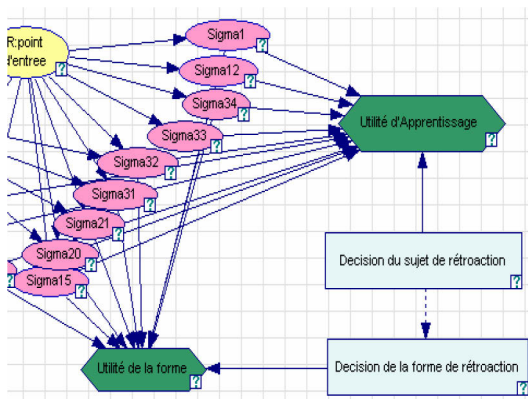 R:point
d'entree
?
Sigma1
?
Sigma12
?
Sigma34
?
Sigma33
?
Sigma32
?
Sigma31
?
Sigma21
?
Sigma20
?
Sigma15
?
?
Utilité d'Apprentissage
?
Decision du sujet de rétroaction
?
Utilité de la forme
?
Decision de la forme de rétroaction
?